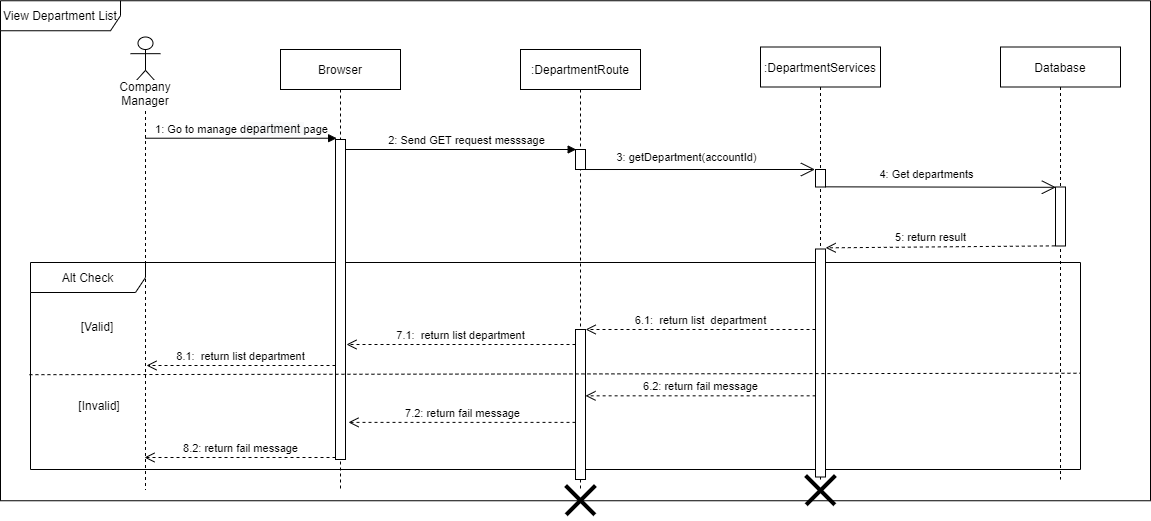 View Department List
Company
Manager
Browser
:DepartmentRoute
:DepartmentServices
Database
1: Go to manage department page
2: Send GET request messsage
3: getDepartment(accountId)
4: Get departments
5: return result
Alt Check
[Valid]
6.1: return list department
7.1: return list department
8.1: return list department
[Invalid]
6.2: return fail message
7.2: return fail message
8.2: return fail message